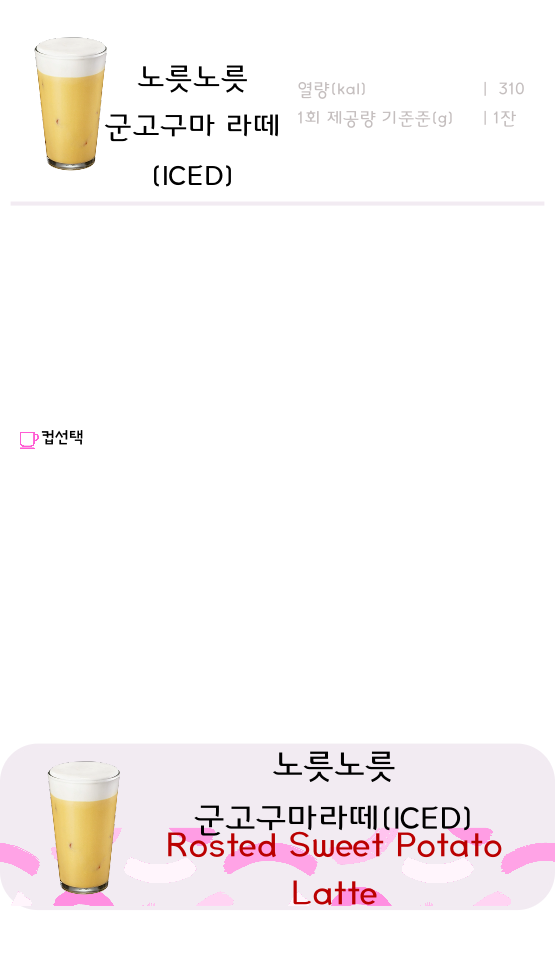 노릇노릇
군고구마 라떼
(ICED)
열량(kal) | 310
1회 제공량 기준준(g) | 1잔
컵선택
노릇노릇
군고구마라떼(ICED)
Rosted Sweet Potato
Latte